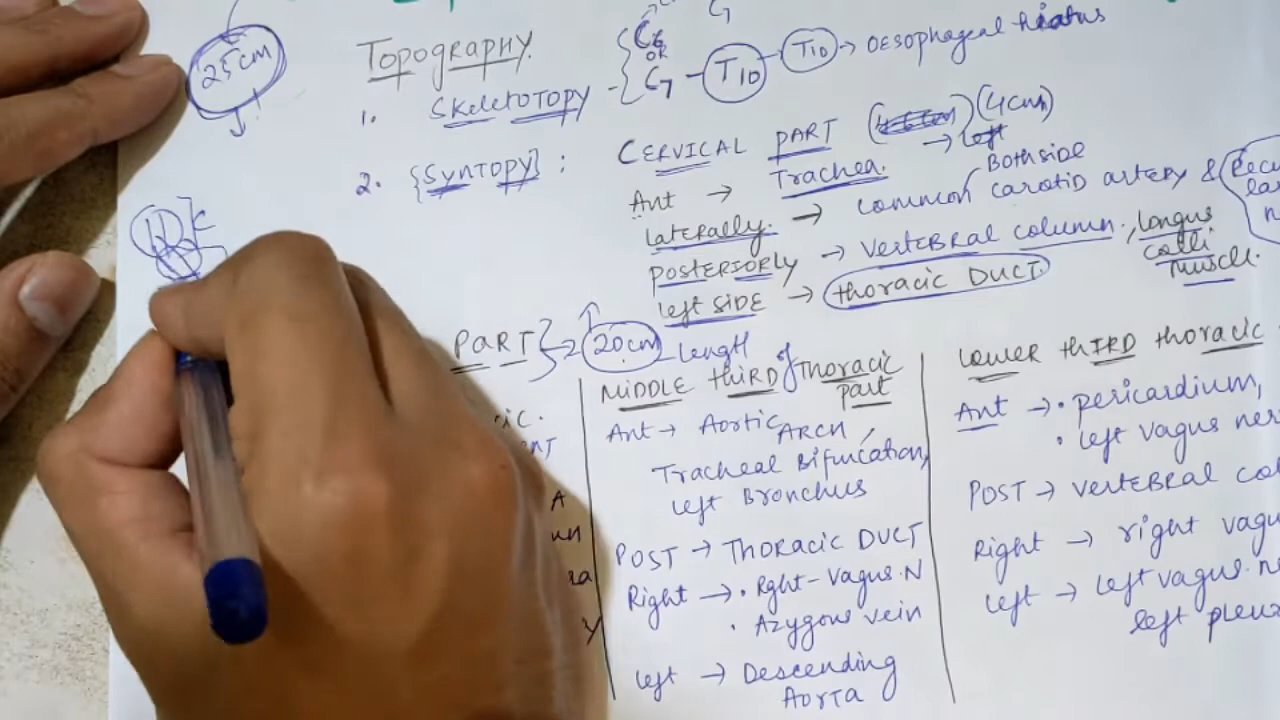 25cm
Topography.
C6
OR
C7 - T10 - T10 → OESophageal hiatus
C7
1. SkeletoTOPY -
2. {SynTOPY} :
CERVICAL PART (4cm)
→ left
Ant → Trachea.
Both side
laterally. → common carotid artery &
POSTERIORLY → VerteBRal column, longus
colli
muscle.
left SIDE → thoracic DUCT.
PART} 20cm Length
MIDDLE thIRD of Thoracic
part
Ant → Aortic ARCH,
Tracheal Bifurcation,
left Bronchus
POST → Thoracic DUCT
Right → • Rght-Vagus.N
• Azygous vein
left → Descending
AORTA
LOWER thIRD thoracic
Ant → • pericardium,
• left vagus
POST → VERTEBRAL
Right → right
left → left vagus.
left